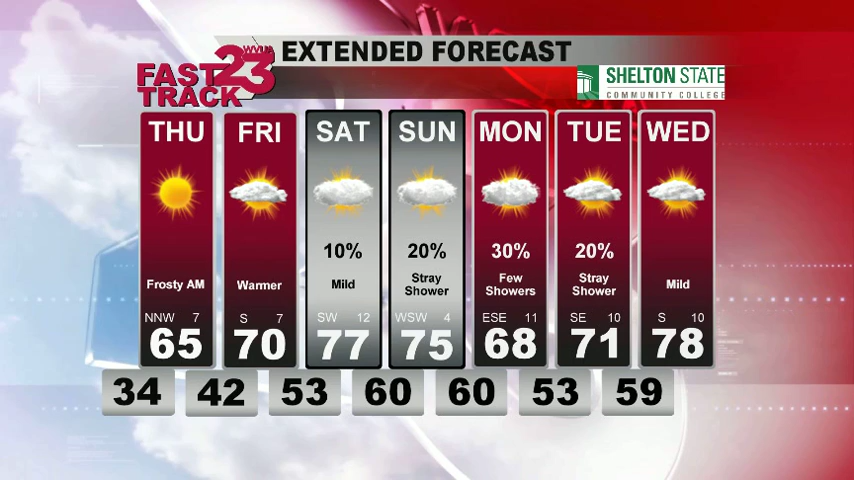 WVUA
23
FAST
TRACK
EXTENDED FORECAST
SHELTON STATE
COMMUNITY COLLEGE
THU FRI SAT SUN MON TUE WED
10% 20% 30% 20%
Frosty AM
Warmer
Mild
Stray
Shower
Few
Showers
Stray
Shower
Mild
NNW 7 S 7 SW 12 WSW 4 ESE 11 SE 10 S 10
65 70 77 75 68 71 78
34 42 53 60 60 53 59